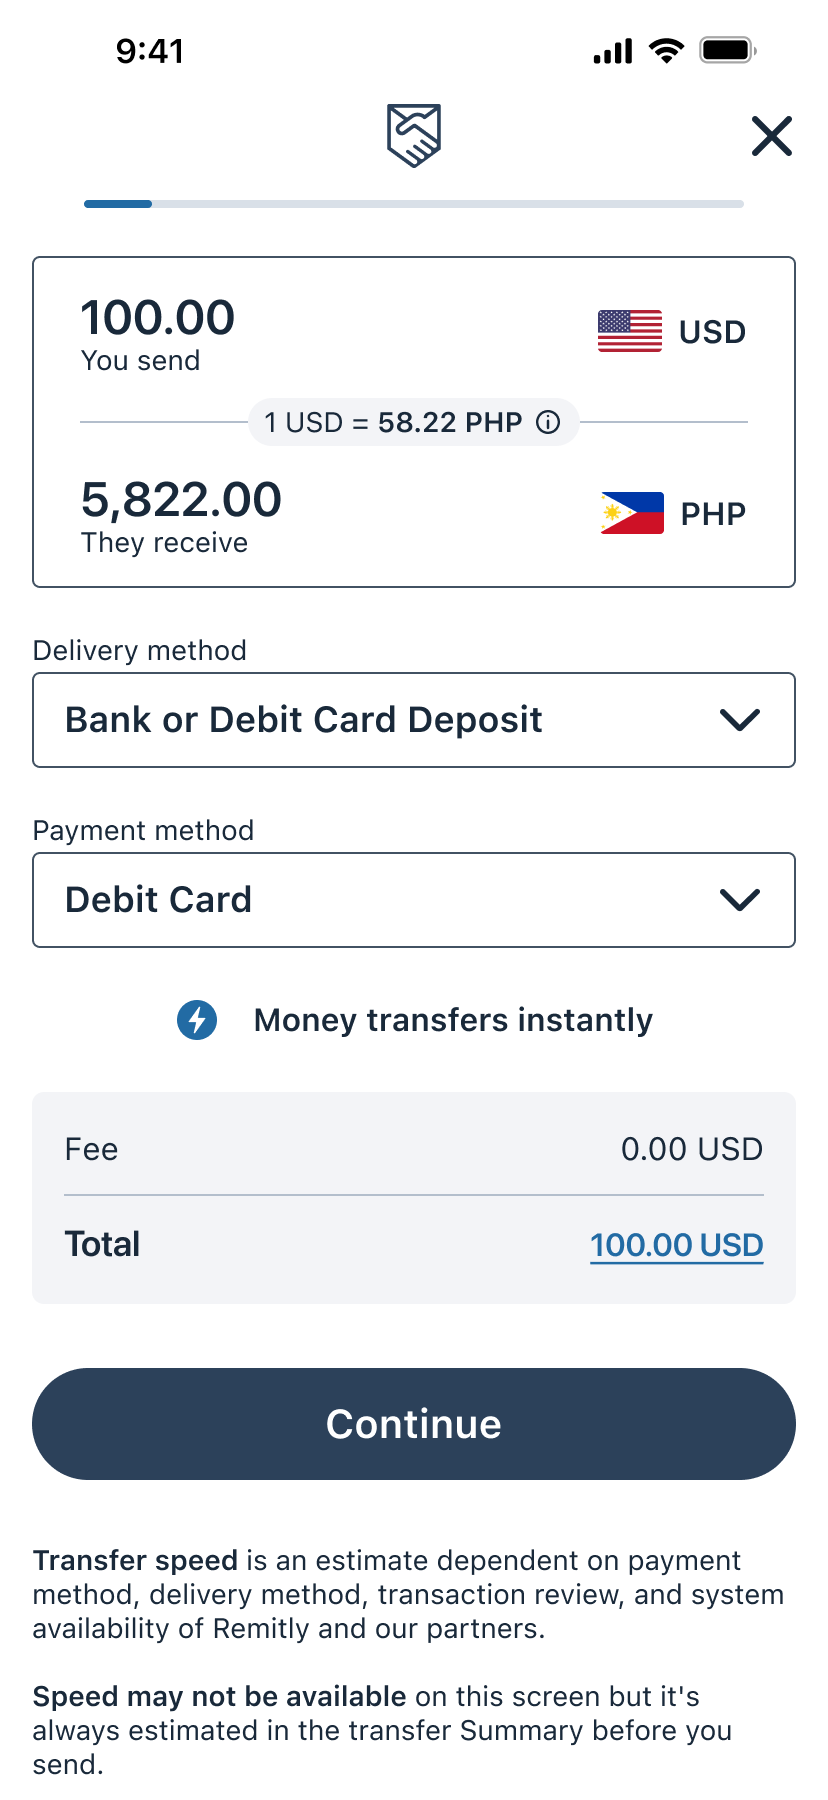 9:41
100.00
USD
You send
1 USD = 58.22 PHP
5,822.00
PHP
They receive
Delivery method
Bank or Debit Card Deposit
Payment method
Debit Card
Money transfers instantly
Fee 0.00 USD
Total 100.00 USD
Continue
Transfer speed is an estimate dependent on payment
method, delivery method, transaction review, and system
availability of Remitly and our partners.
Speed may not be available on this screen but it's
always estimated in the transfer Summary before you
send.